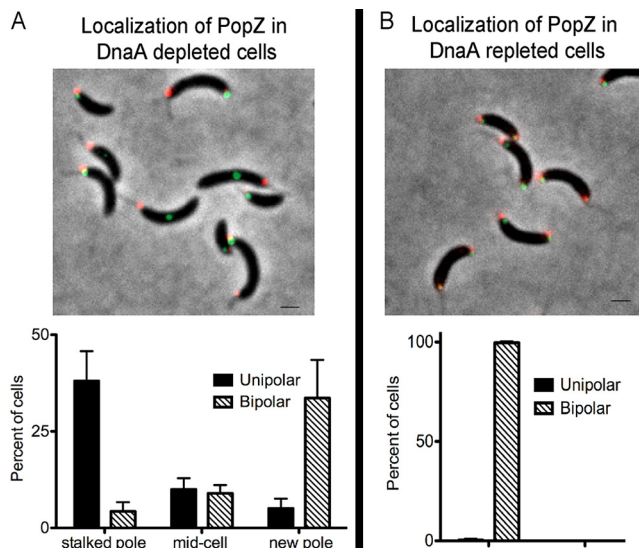 A
Localization of PopZ in
DnaA depleted cells
50
25
0
Percent of cells
Unipolar
Bipolar
stalked pole
mid-cell
new pole
B
Localization of PopZ in
DnaA repleted cells
100
50
0
Percent of cells
Unipolar
Bipolar